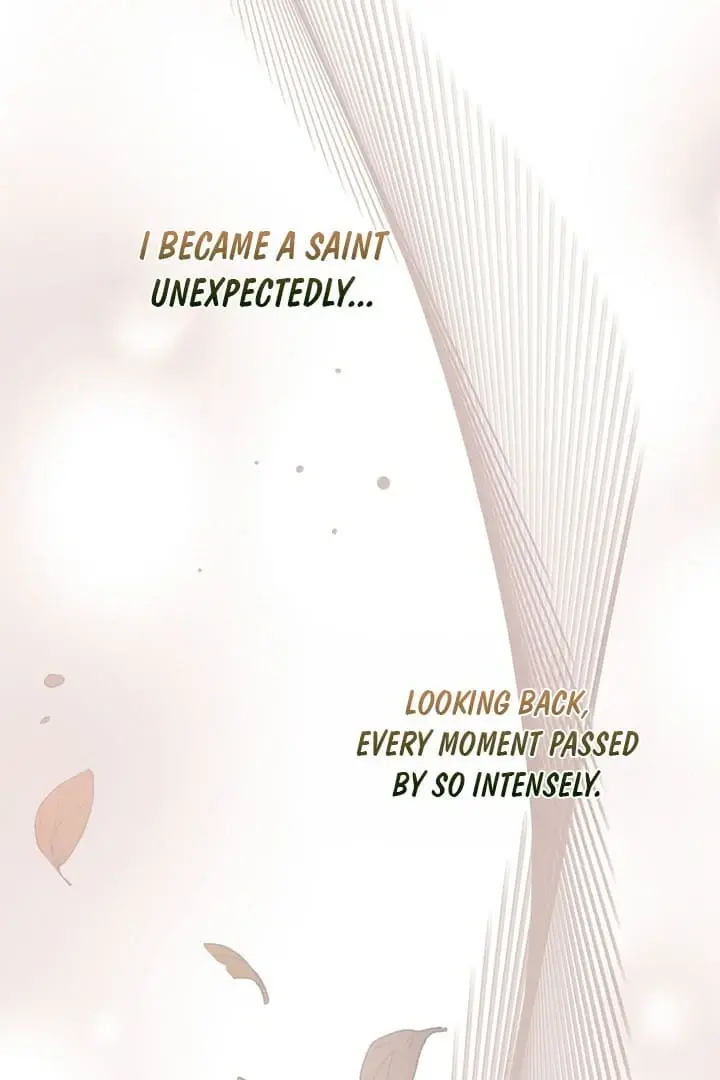 I BECAME A SAINT
UNEXPECTEDLY...
LOOKING BACK,
EVERY MOMENT PASSED
BY SO INTENSELY.